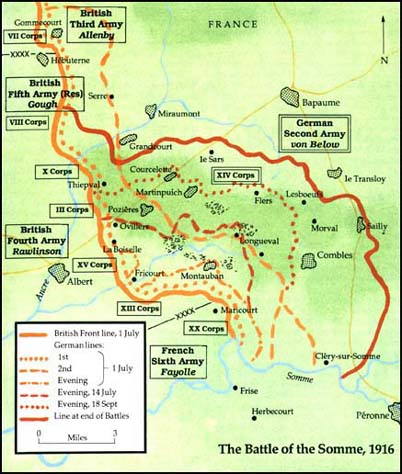 FRANCE
Gommecourt
British
Third Army
Allenby
VII Corps
XXXX
Hébuterne
N
British
Fifth Army (Res)
Gough
Serre
Bapaume
Miraumont
VIII Corps
German
Second Army
von Below
Grandcourt
le Sars
Courcelette
X Corps
XIV Corps
le Transloy
Thiepval
Martinpuich
Flers
Lesboeufs
III Corps
Pozières
Ovillers
Morval
Sailly
British
Fourth Army
Rawlinson
La Boiselle
Longueval
Combles
XV Corps
Ancre
Albert
Fricourt
Montauban
XIII Corps
XXXX
Maricourt
XX Corps
British Front line, 1 July
German lines:
1st
2nd
1 July
Evening
Evening, 14 July
Evening, 18 Sept
Line at end of Battles
0 Miles 3
French
Sixth Army
Fayolle
Cléry-sur-Somme
Somme
Frise
Herbecourt
Péronne
The Battle of the Somme, 1916